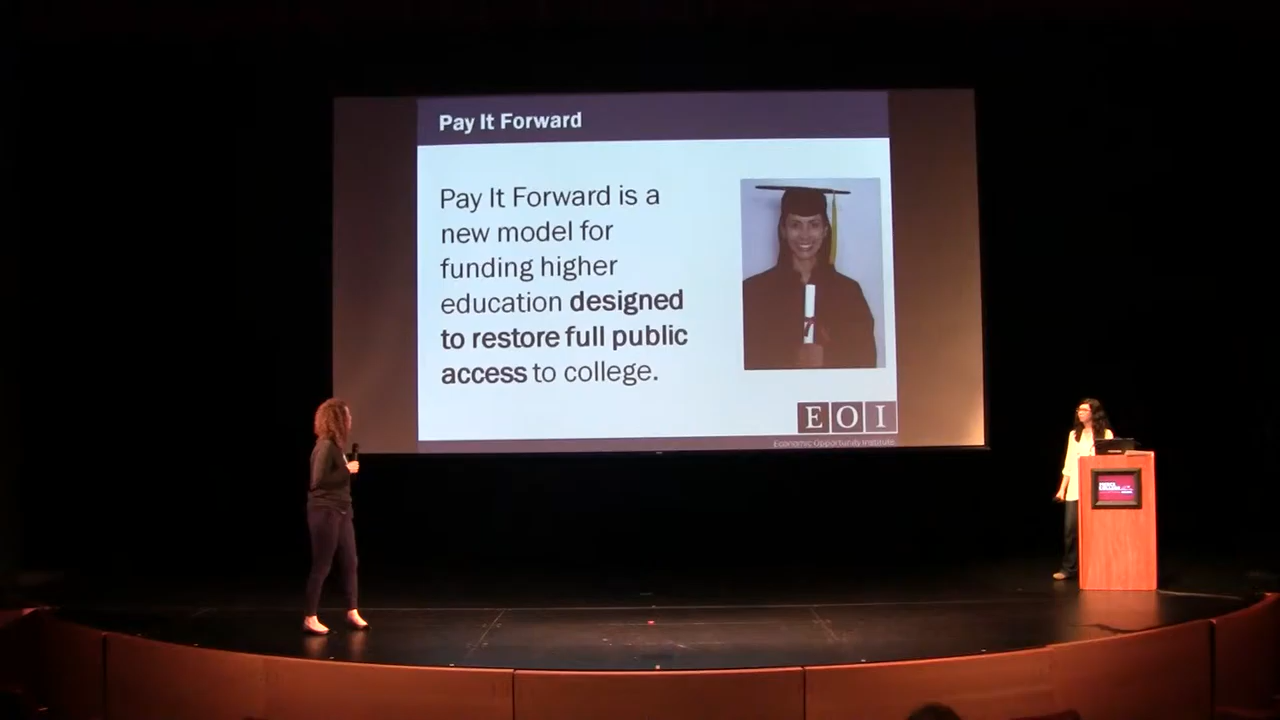 Pay It Forward
Pay It Forward is a
new model for
funding higher
education designed
to restore full public
access to college.
EOI
Economic Opportunity Institute